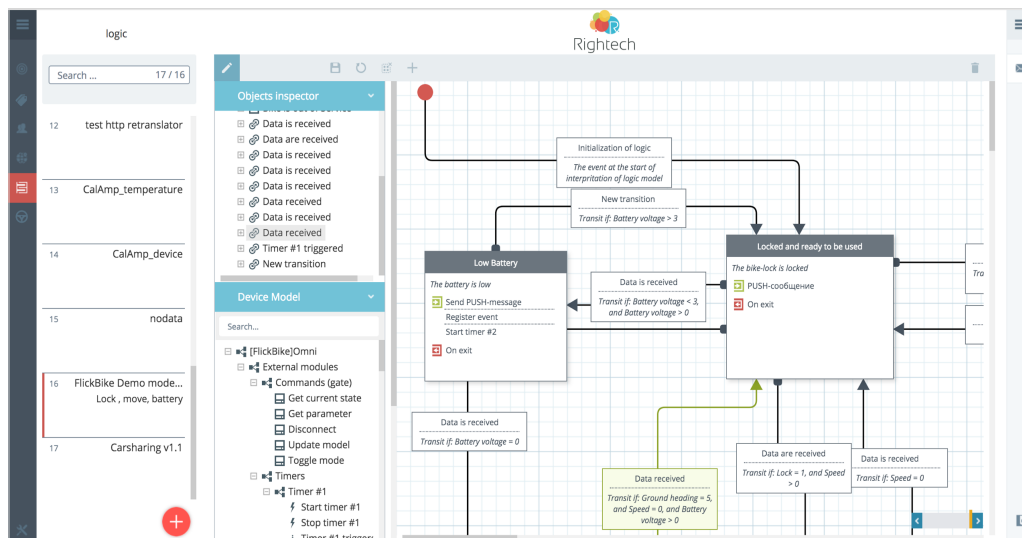 logic
Rightech
Search ...
17 / 16
12
test http retranslator
13
CalAmp_temperature
14
CalAmp_device
15
nodata
16
FlickBike Demo mode...
Lock , move, battery
17
Carsharing v1.1
Objects inspector
Data is received
Data are received
Data is received
Data is received
Data is received
Data received
Data is received
Data received
Timer #1 triggered
New transition
Device Model
Search...
[FlickBike]Omni
External modules
Commands (gate)
Get current state
Get parameter
Disconnect
Update model
Toggle mode
Timers
Timer #1
Start timer #1
Stop timer #1
Initialization of logic
The event at the start of
interpritation of logic model
New transition
Transit if: Battery voltage > 3
Low Battery
The battery is low
Send PUSH-message
Register event
Start timer #2
On exit
Data is received
Transit if: Battery voltage < 3,
and Battery voltage > 0
Locked and ready to be used
The bike-lock is locked
PUSH-сообщение
On exit
Tra
Data is received
Transit if: Battery voltage = 0
Data received
Transit if: Ground heading = 5,
and Speed = 0, and Battery
voltage > 0
Data are received
Transit if: Lock = 1, and Speed
> 0
Data is received
Transit if: Speed = 0